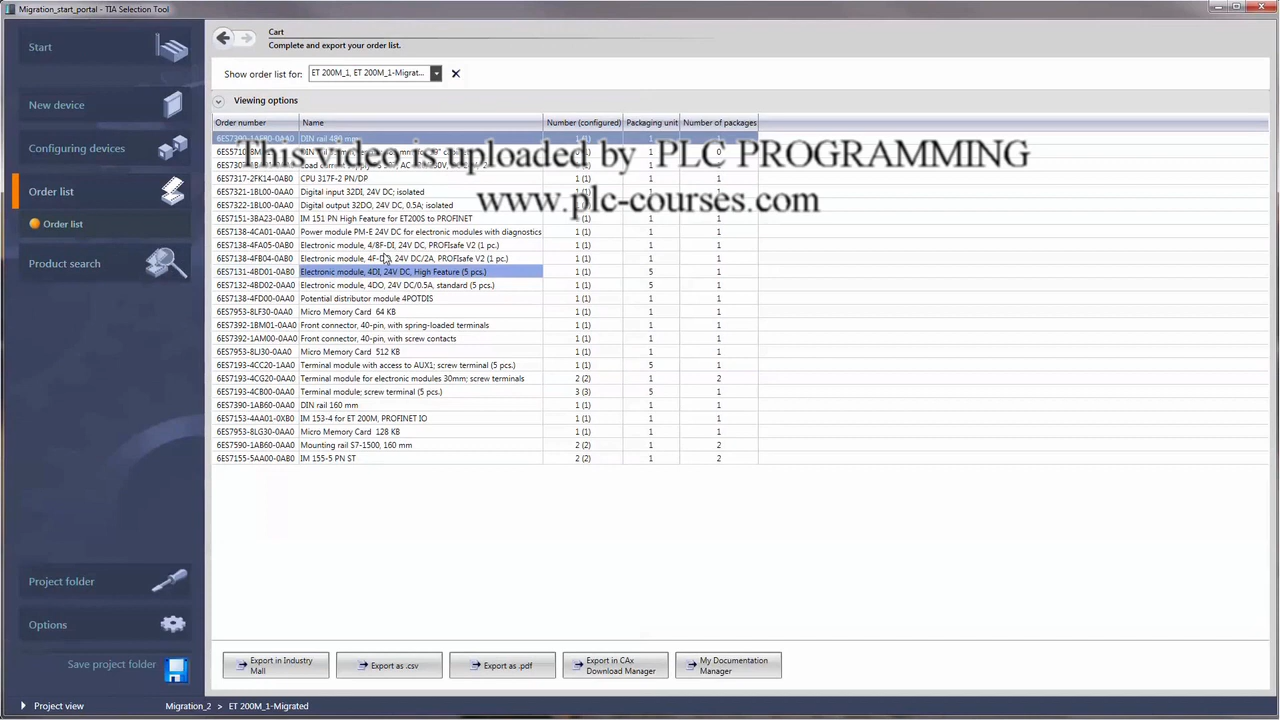 Migration_start_portal - TIA Selection Tool
Start
New device
Configuring devices
Order list
Order list
Product search
Project folder
Options
Save project folder
Project view
Cart
Complete and export your order list.
Show order list for: ET 200M_1, ET 200M_1-Migrat...
Viewing options
Order number Name Number (configured) Packaging unit Number of packages
This video is uploaded by PLC PROGRAMMING
www.plc-courses.com
DIN rail 480 mm 1
6ES7317-2FK14-0AB0 CPU 317F-2 PN/DP 1 (1) 1 1
6ES7321-1BL00-0AA0 Digital input 32DI, 24V DC; isolated 1 1
6ES7322-1BL00-0AA0 Digital output 32DO, 24V DC, 0.5A; isolated
6ES7151-3BA23-0AB0 IM 151 PN High Feature for ET200S to PROFINET 1 (1) 1 1
6ES7138-4CA01-0AA0 Power module PM-E 24V DC for electronic modules with diagnostics 1 (1) 1 1
6ES7138-4FA05-0AB0 Electronic module, 4/8F-DI, 24V DC, PROFIsafe V2 (1 pc.) 1 (1) 1 1
6ES7138-4FB04-0AB0 Electronic module, 4F-DO, 24V DC/2A, PROFIsafe V2 (1 pc.) 1 (1) 1 1
6ES7131-4BD01-0AB0 Electronic module, 4DI, 24V DC, High Feature (5 pcs.) 1 (1) 5 1
6ES7132-4BD02-0AA0 Electronic module, 4DO, 24V DC/0.5A, standard (5 pcs.) 1 (1) 5 1
6ES7138-4FD00-0AA0 Potential distributor module 4POTDIS 1 (1) 1 1
6ES7953-8LF30-0AA0 Micro Memory Card 64 KB 1 (1) 1 1
6ES7392-1BM01-0AA0 Front connector, 40-pin, with spring-loaded terminals 1 (1) 1 1
6ES7392-1AM00-0AA0 Front connector, 40-pin, with screw contacts 1 (1) 1 1
6ES7953-8LJ30-0AA0 Micro Memory Card 512 KB 1 (1) 1 1
6ES7193-4CC20-1AA0 Terminal module with access to AUX1; screw terminal (5 pcs.) 1 (1) 5 1
6ES7193-4CG20-0AA0 Terminal module for electronic modules 30mm; screw terminals 2 (2) 1 2
6ES7193-4CB00-0AA0 Terminal module; screw terminal (5 pcs.) 3 (3) 5 1
6ES7390-1AB60-0AA0 DIN rail 160 mm 1 (1) 1 1
6ES7153-4AA01-0XB0 IM 153-4 for ET 200M, PROFINET IO 1 (1) 1 1
6ES7953-8LG30-0AA0 Micro Memory Card 128 KB 1 (1) 1 1
6ES7590-1AB60-0AA0 Mounting rail S7-1500, 160 mm 2 (2) 1 2
6ES7155-5AA00-0AB0 IM 155-5 PN ST 2 (2) 1 2
Export in Industry Mall
Export as .csv
Export as .pdf
Export in CAx Download Manager
My Documentation Manager
Migration_2 > ET 200M_1-Migrated